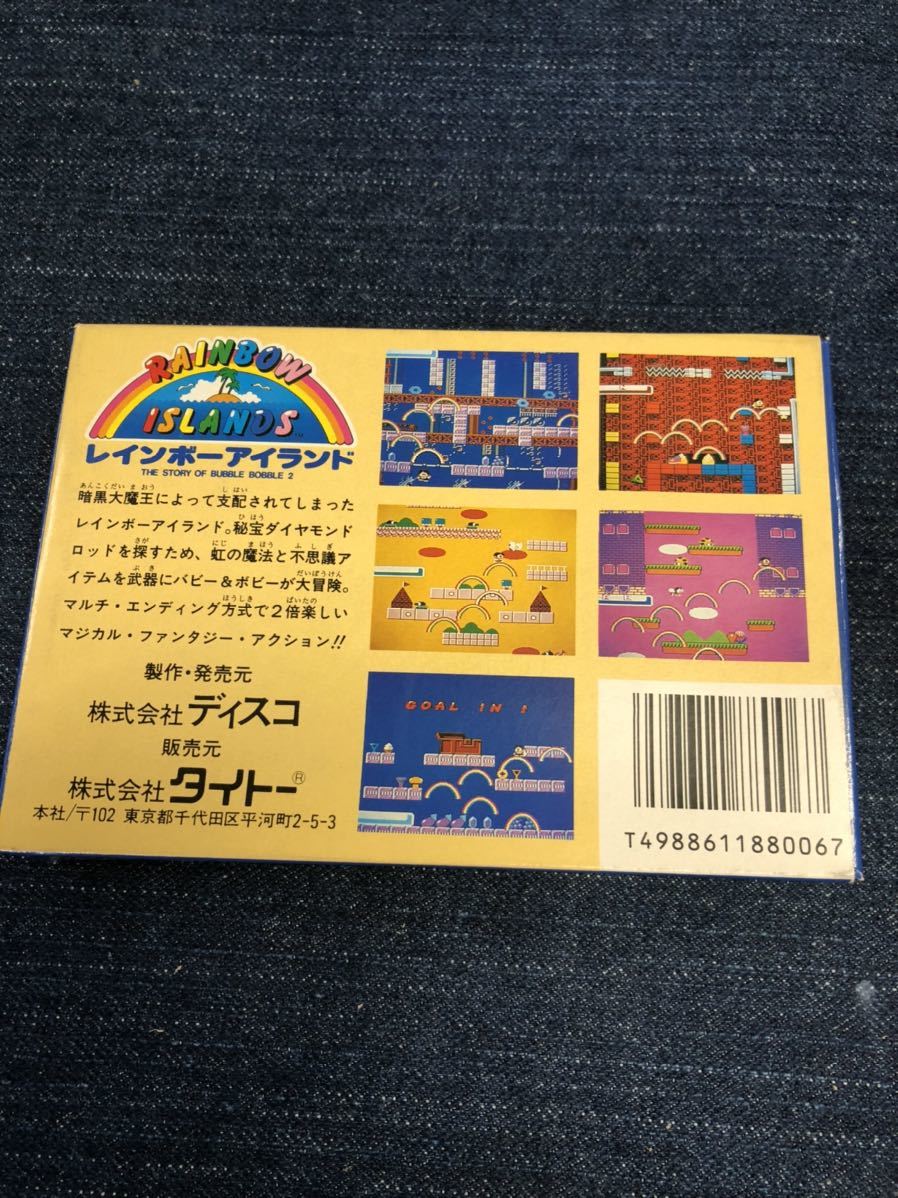 RAINBOW
ISLANDS™
レインボーアイランド
THE STORY OF BUBBLE BOBBLE 2
暗黒大魔王によって支配されてしまった
レインボーアイランド。秘宝ダイヤモンド
ロッドを探すため、虹の魔法と不思議ア
イテムを武器にバビー&ボビーが大冒険。
マルチ・エンディング方式で2倍楽しい
マジカル・ファンタジー・アクション!!
製作・発売元
株式会社 ディスコ
販売元
株式会社 タイトー®
本社/〒102 東京都千代田区平河町2-5-3
GOAL IN !
T4988611880067